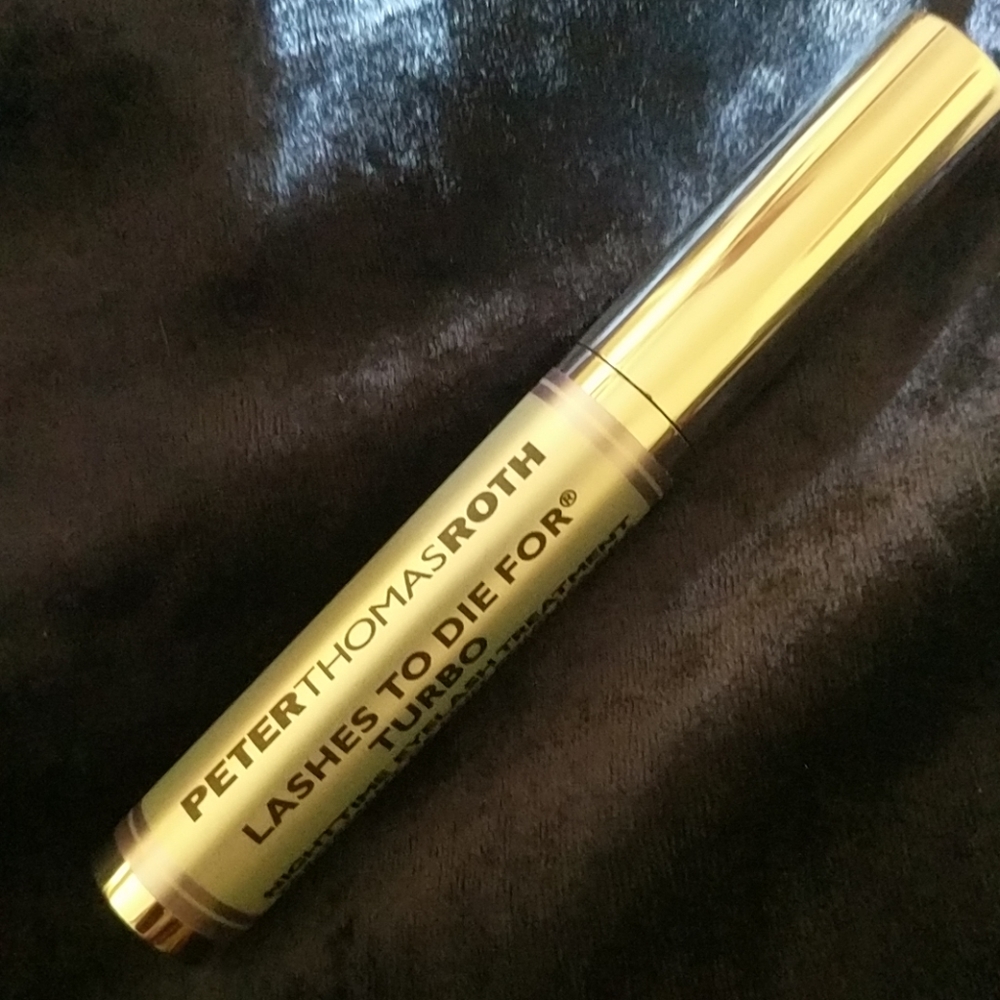 PETERTHOMASROTH
LASHES TO DIE FOR®
TURBO
NIGHTTIME EYELASH TREATMENT